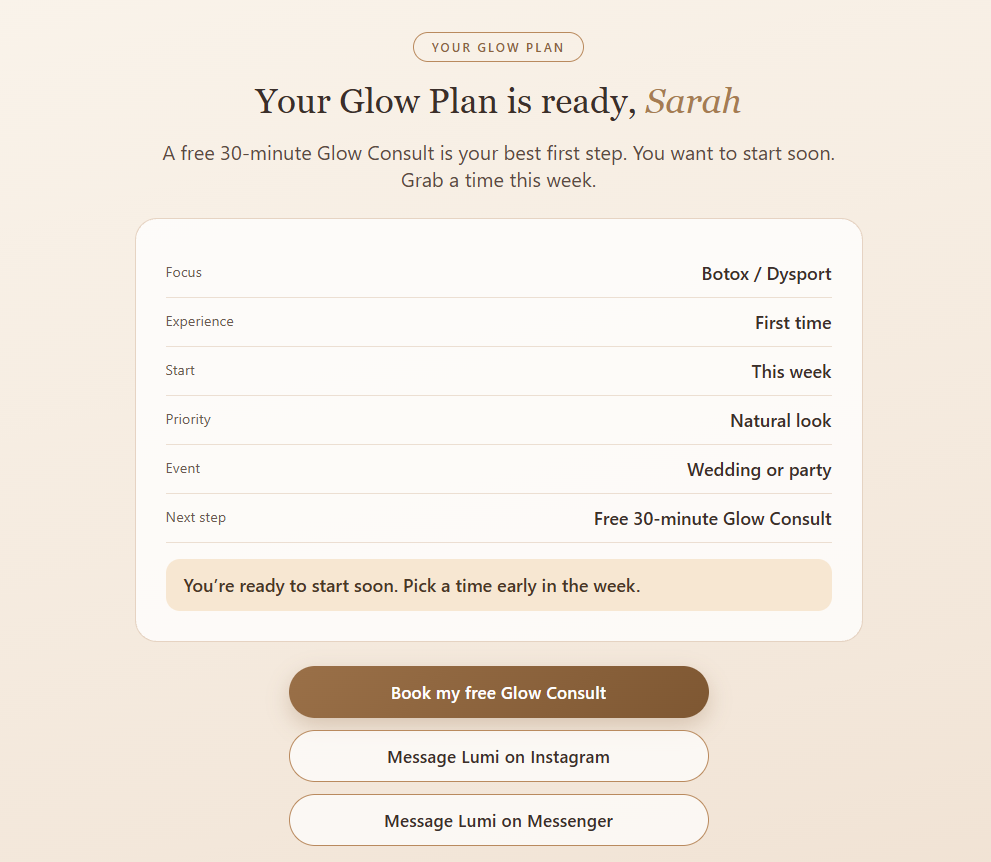 YOUR GLOW PLAN
Your Glow Plan is ready, Sarah
A free 30-minute Glow Consult is your best first step. You want to start soon.
Grab a time this week.
Focus Botox / Dysport
Experience First time
Start This week
Priority Natural look
Event Wedding or party
Next step Free 30-minute Glow Consult
You’re ready to start soon. Pick a time early in the week.
Book my free Glow Consult
Message Lumi on Instagram
Message Lumi on Messenger